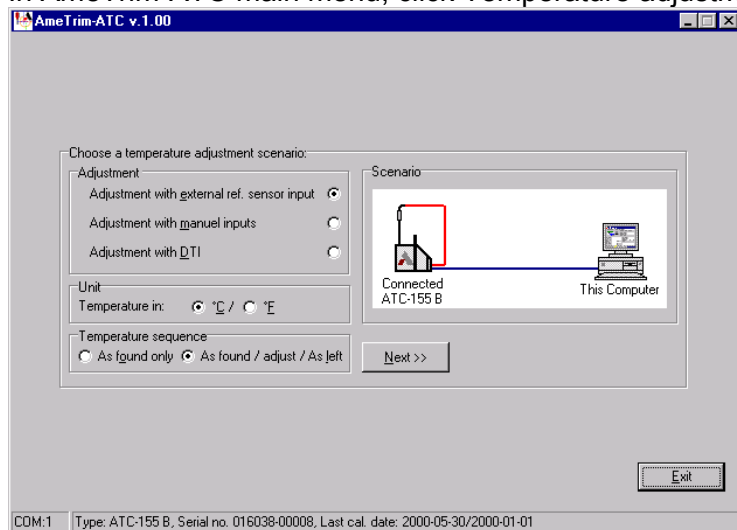 AmeTrim-ATC v.1.00
Choose a temperature adjustment scenario:
Adjustment
Adjustment with external ref. sensor input
Adjustment with manuel inputs
Adjustment with DTI
Scenario
Connected
ATC-155 B
This Computer
Unit
Temperature in: °C / °F
Temperature sequence
As found only As found / adjust / As left
Next >>
Exit
COM:1 Type: ATC-155 B, Serial no. 016038-00008, Last cal. date: 2000-05-30/2000-01-01